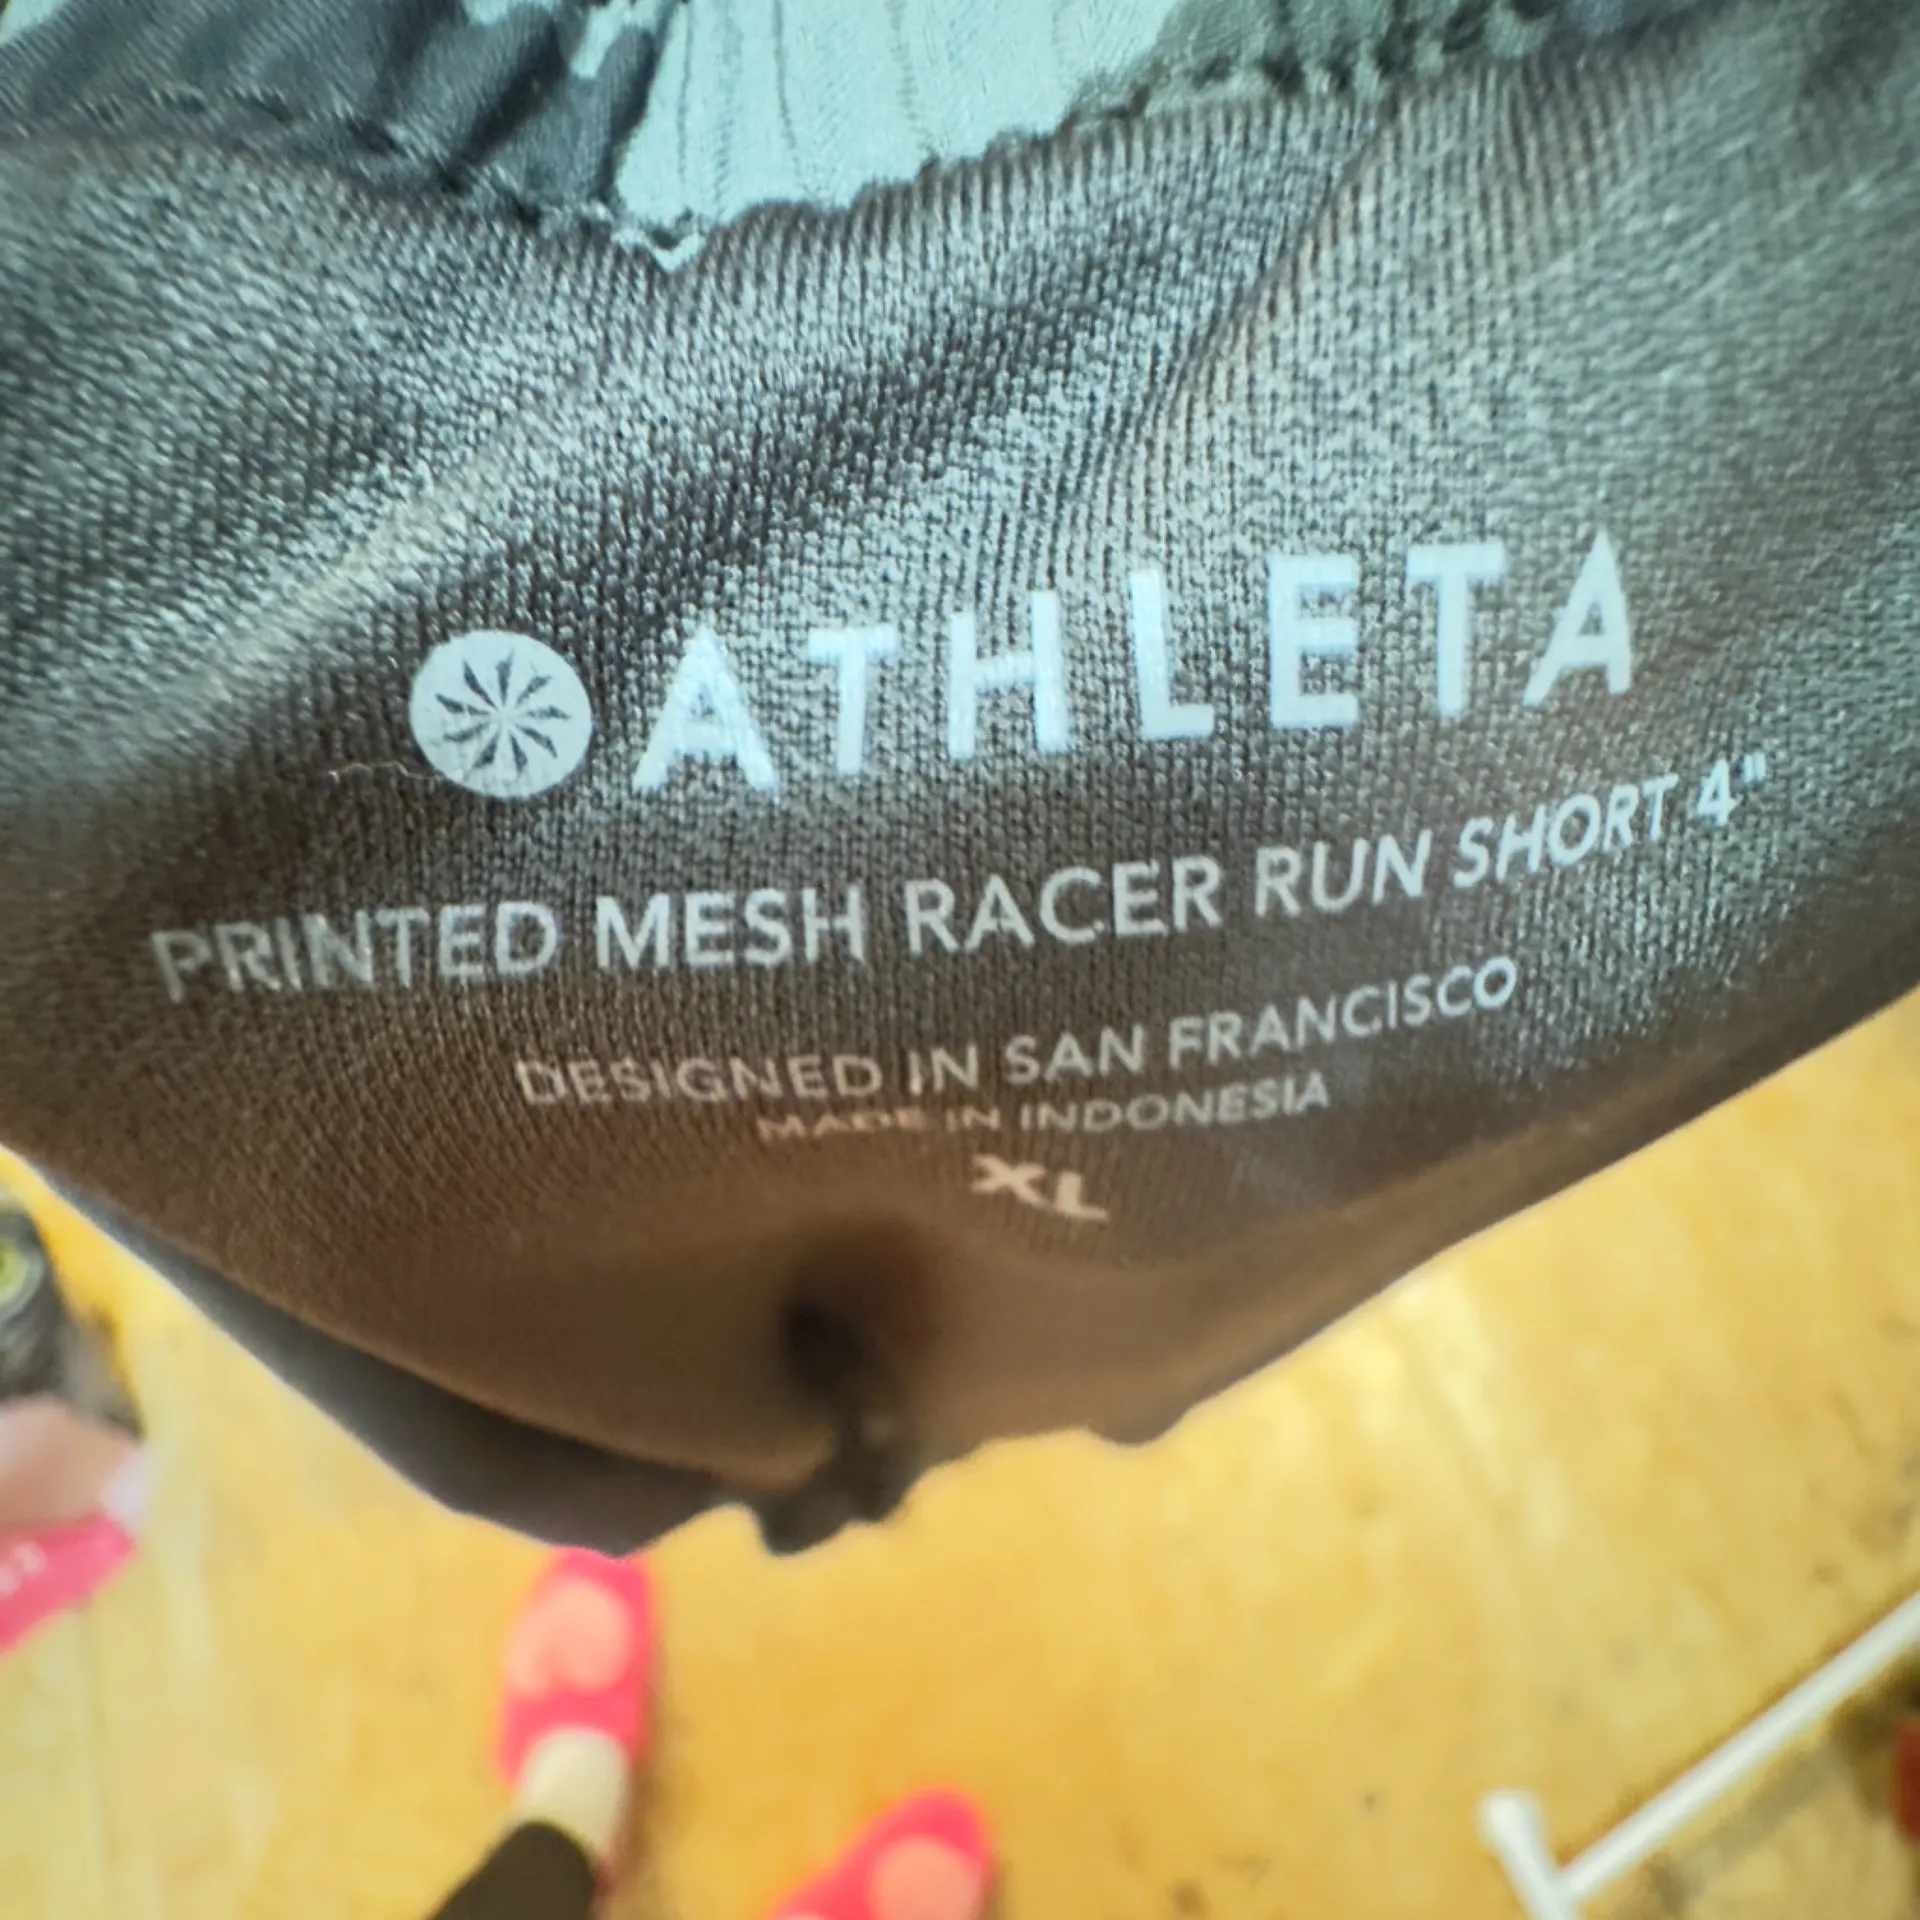 ATHLETA
PRINTED MESH RACER RUN SHORT 4"
DESIGNED IN SAN FRANCISCO
MADE IN INDONESIA
XL